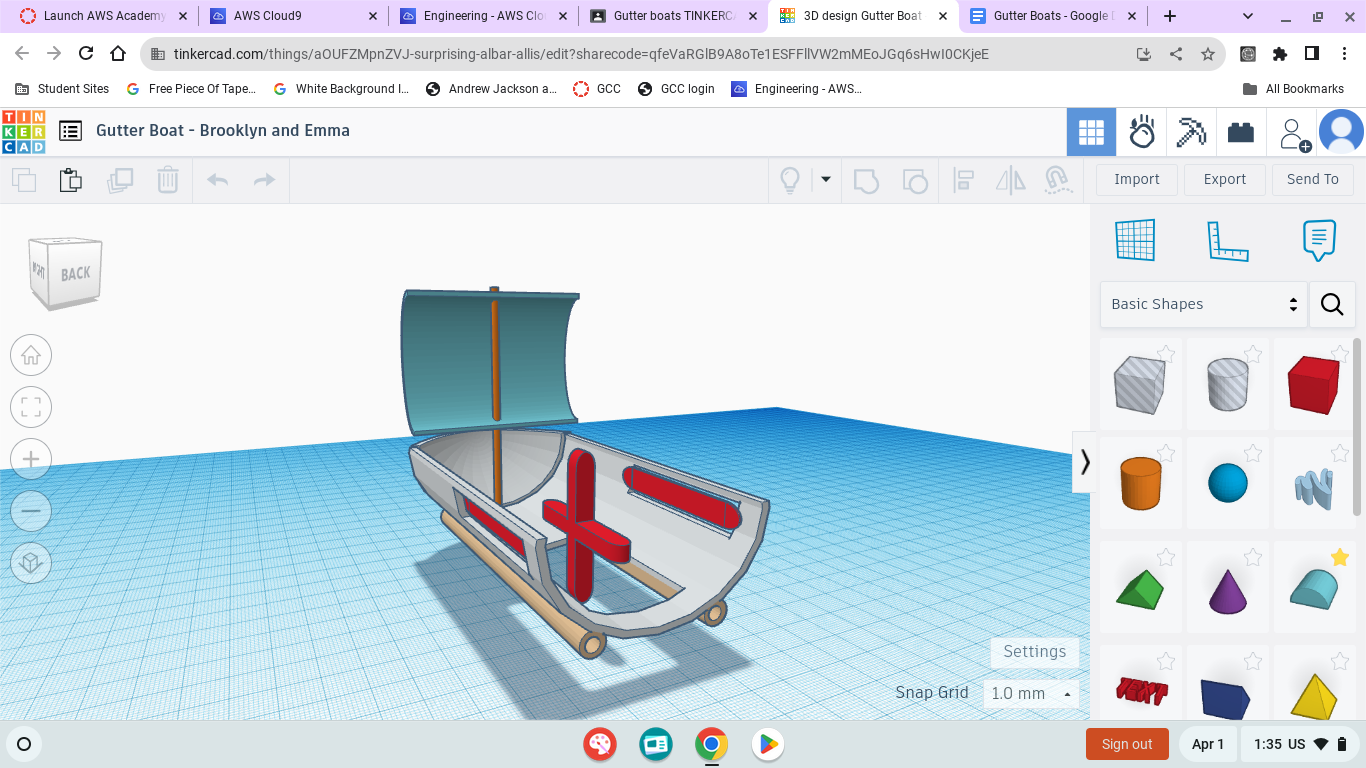 Launch AWS Academy
AWS Cloud9
Engineering - AWS Clo
Gutter boats TINKERCA
3D design Gutter Boat
Gutter Boats - Google D
tinkercad.com/things/aOUFZMpnZVJ-surprising-albar-allis/edit?sharecode=qfeVaRGlB9A8oTe1ESFFllVW2mMEoJGq6sHwI0CKjeE
Student Sites
Free Piece Of Tape...
White Background I...
Andrew Jackson a...
GCC
GCC login
Engineering - AWS...
All Bookmarks
TIN
KER
CAD
Gutter Boat - Brooklyn and Emma
Import
Export
Send To
BACK
Basic Shapes
TEXT
Settings
Snap Grid
1.0 mm
Sign out
Apr 1
1:35 US